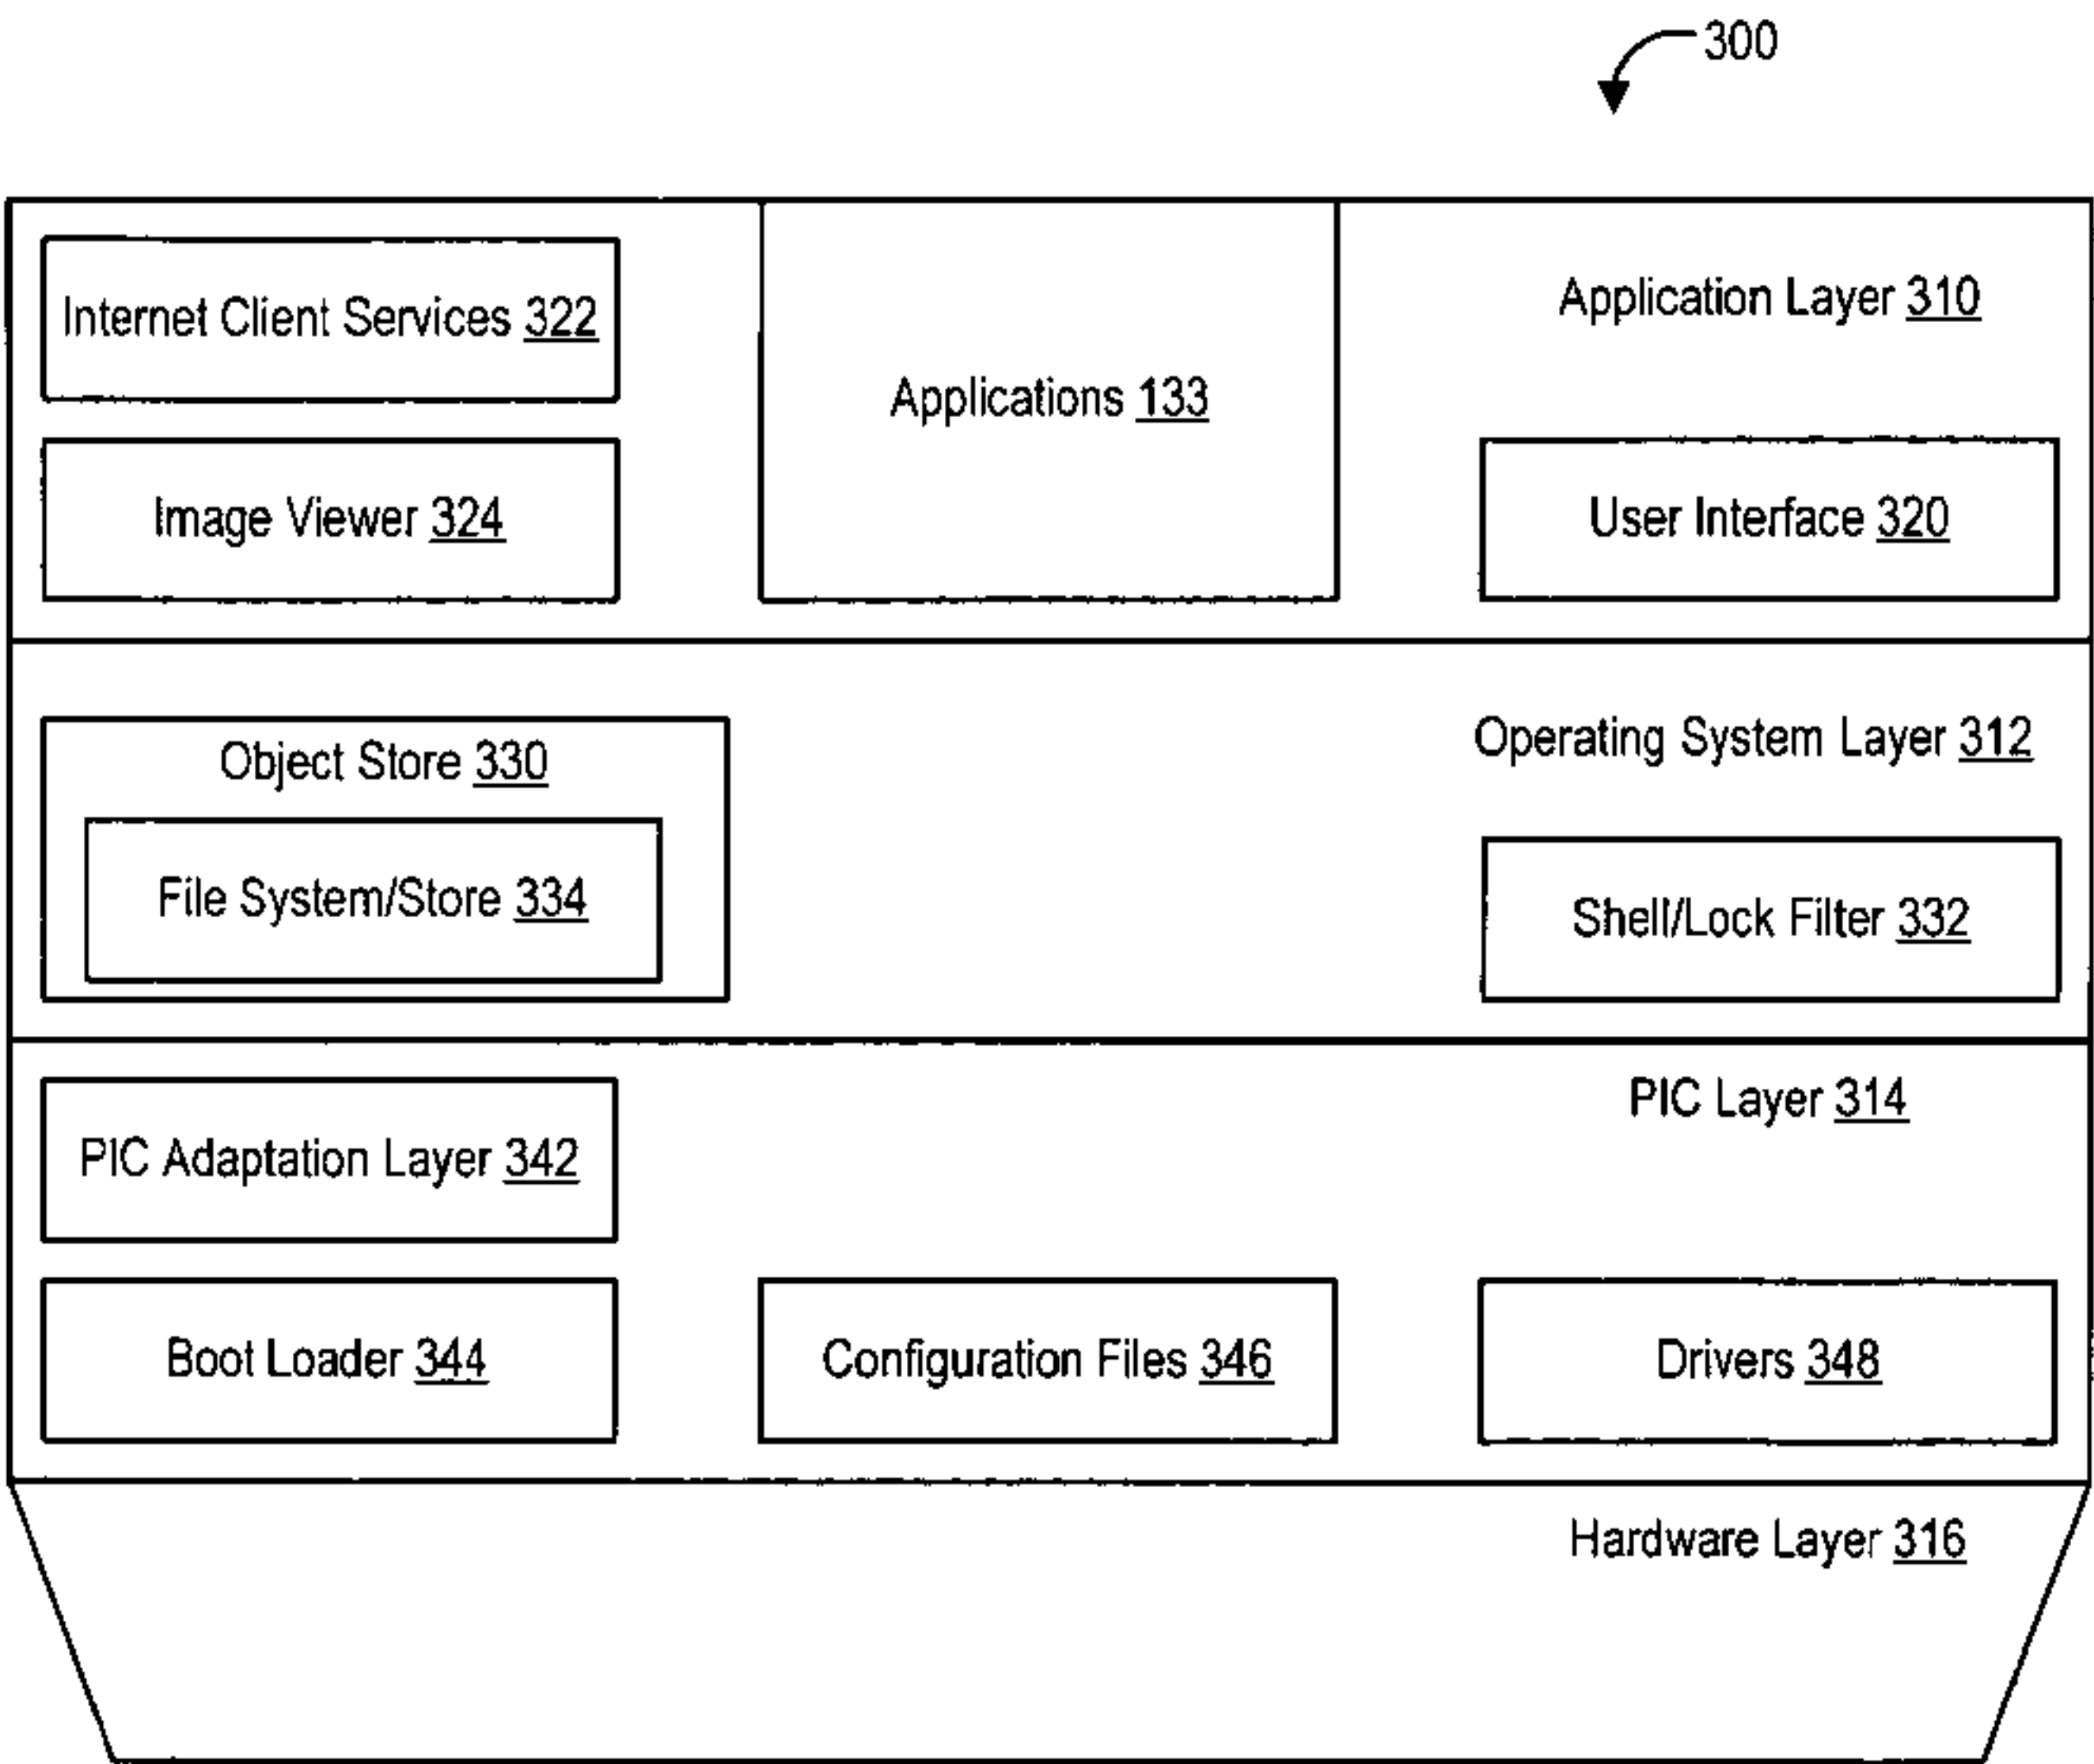 300
Internet Client Services 322
Applications 133
Application Layer 310
Image Viewer 324
User Interface 320
Object Store 330
File System/Store 334
Operating System Layer 312
Shell/Lock Filter 332
PIC Layer 314
PIC Adaptation Layer 342
Boot Loader 344
Configuration Files 346
Drivers 348
Hardware Layer 316